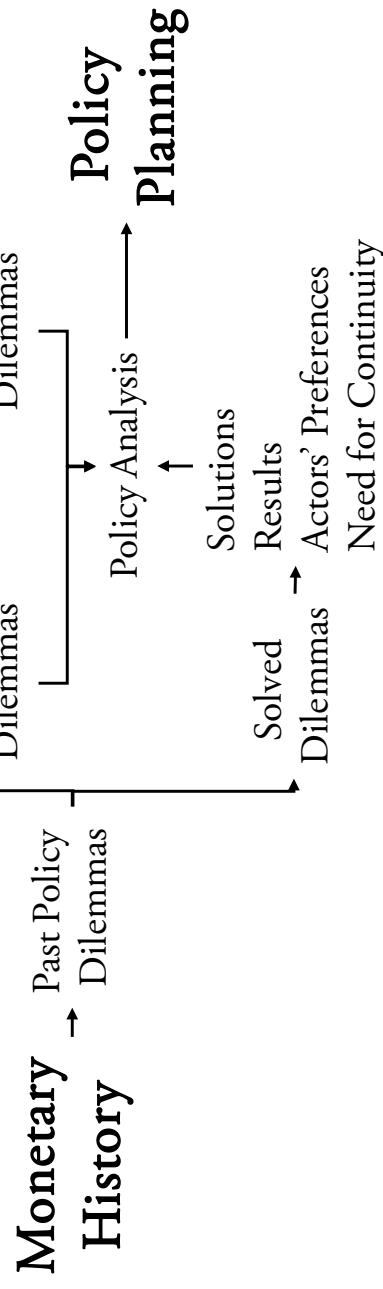 Monetary
History
Past Policy
Dilemmas
Dilemmas
Dilemmas
Solved
Dilemmas
Policy Analysis
Solutions
Results
Actors’ Preferences
Need for Continuity
Policy
Planning